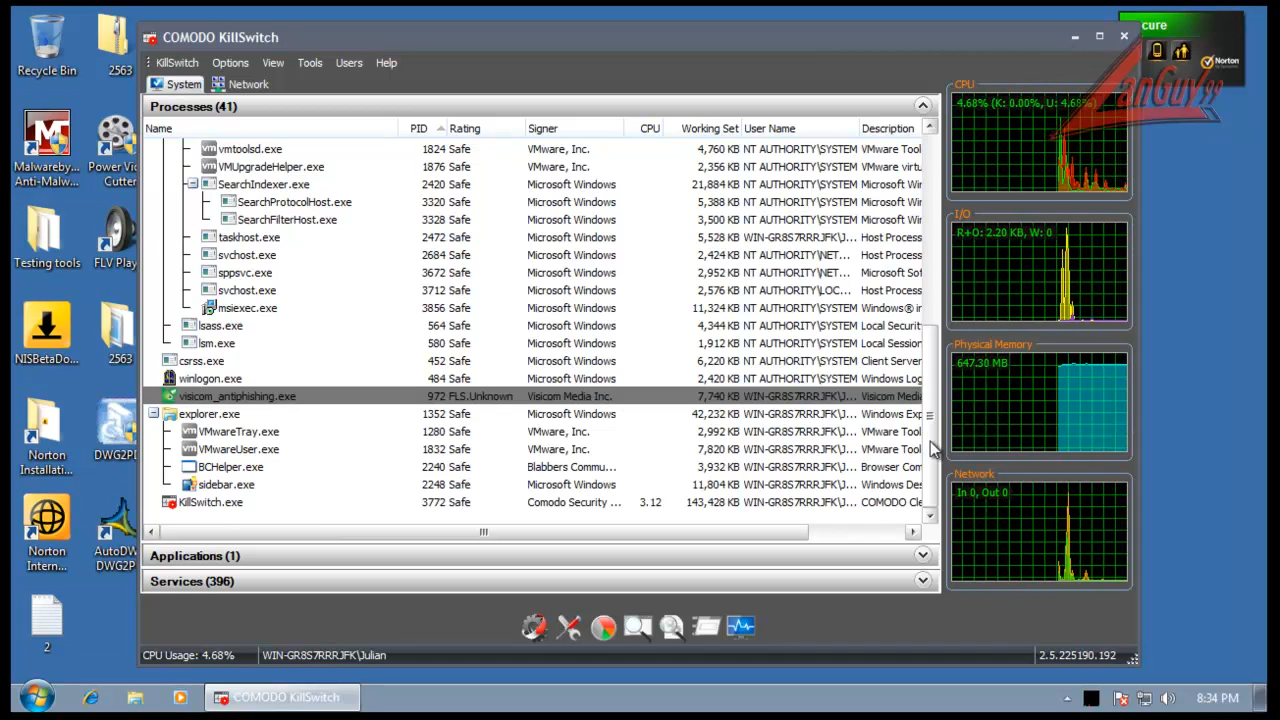 COMODO KillSwitch
KillSwitch Options View Tools Users Help
System Network
Processes (41)
Name PID Rating Signer CPU Working Set User Name Description
vmtoolsd.exe 1824 Safe VMware, Inc. 4,760 KB NT AUTHORITY\SYSTEM VMware Tool
VMUpgradeHelper.exe 1876 Safe VMware, Inc. 2,356 KB NT AUTHORITY\SYSTEM VMware virtu
SearchIndexer.exe 2420 Safe Microsoft Windows 21,884 KB NT AUTHORITY\SYSTEM Microsoft Wir
SearchProtocolHost.exe 3320 Safe Microsoft Windows 5,388 KB NT AUTHORITY\SYSTEM Microsoft Wir
SearchFilterHost.exe 3328 Safe Microsoft Windows 3,500 KB NT AUTHORITY\SYSTEM Microsoft Wir
taskhost.exe 2472 Safe Microsoft Windows 5,528 KB WIN-GR8S7RRRJFK\J... Host Process
svchost.exe 2684 Safe Microsoft Windows 2,424 KB NT AUTHORITY\NET... Host Process
sppsvc.exe 3672 Safe Microsoft Windows 2,952 KB NT AUTHORITY\NET... Microsoft Sof
svchost.exe 3712 Safe Microsoft Windows 2,576 KB NT AUTHORITY\LOC... Host Process
msiexec.exe 3856 Safe Microsoft Windows 11,324 KB NT AUTHORITY\SYSTEM Windows® in
lsass.exe 564 Safe Microsoft Windows 4,344 KB NT AUTHORITY\SYSTEM Local Securit
lsm.exe 600 Safe Microsoft Windows 1,912 KB NT AUTHORITY\SYSTEM Local Session
csrss.exe 452 Safe Microsoft Windows 6,220 KB NT AUTHORITY\SYSTEM Client Server
winlogon.exe 484 Safe Microsoft Windows 2,420 KB NT AUTHORITY\SYSTEM Windows Log
visicom_antiphishing.exe 972 FLS.Unknown Visicom Media Inc. 7,740 KB WIN-GR8S7RRRJFK\J... Visicom Media
explorer.exe 1352 Safe Microsoft Windows 42,232 KB WIN-GR8S7RRRJFK\J... Windows Exp
VMwareTray.exe 1280 Safe VMware, Inc. 2,992 KB WIN-GR8S7RRRJFK\J... VMware Tool
VMwareUser.exe 1832 Safe VMware, Inc. 7,820 KB WIN-GR8S7RRRJFK\J... VMware Tool
BCHelper.exe 2240 Safe Blabbers Commu... 3,932 KB WIN-GR8S7RRRJFK\J... Browser Com
sidebar.exe 2248 Safe Microsoft Windows 11,804 KB WIN-GR8S7RRRJFK\J... Windows Des
KillSwitch.exe 3772 Safe Comodo Security ... 3.12 143,428 KB WIN-GR8S7RRRJFK\J... COMODO Cle
Applications (1)
Services (396)
CPU Usage: 4.68% WIN-GR8S7RRRJFK\Julian 2.5.225190.192
CPU
4.68% (K: 0.00%, U: 4.68%)
I/O
R+O: 2.20 KB, W: 0
Physical Memory
647.30 MB
Network
In 0, Out 0
cure
Norton
LanGuy99
Recycle Bin
2563
Malwareby...
Anti-Malw...
Power Vid
Cutter
Testing tools
FLV Play
NISBetaDo...
2563
Norton
Installati...
DWG2PD
Norton
Intern...
AutoDW
DWG2P
2
COMODO KillSwitch
8:34 PM